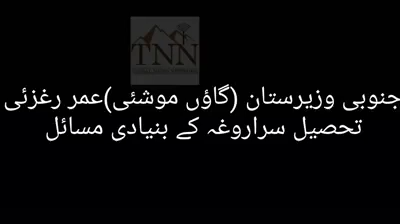 TNN
جنوبی وزیرستان (گاؤں موشئی)عمر رغزئی
تحصیل سراروغہ کے بنیادی مسائل